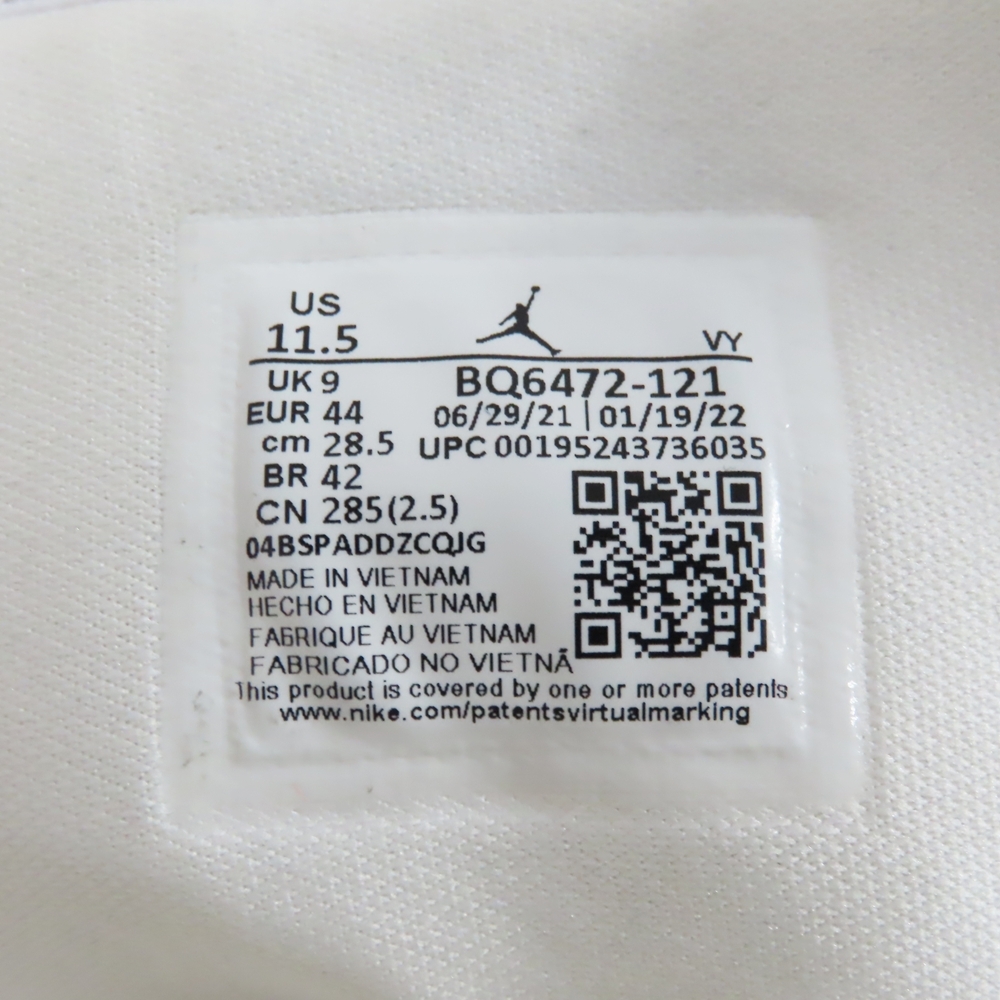 US
11.5
VY
UK 9
BQ6472-121
EUR 44
06/29/21 | 01/19/22
cm 28.5
UPC 00195243736035
BR 42
CN 285(2.5)
04BSPADDZCQJG
MADE IN VIETNAM
HECHO EN VIETNAM
FABRIQUE AU VIETNAM
FABRICADO NO VIETNÃ
This product is covered by one or more patents
www.nike.com/patentsvirtualmarking